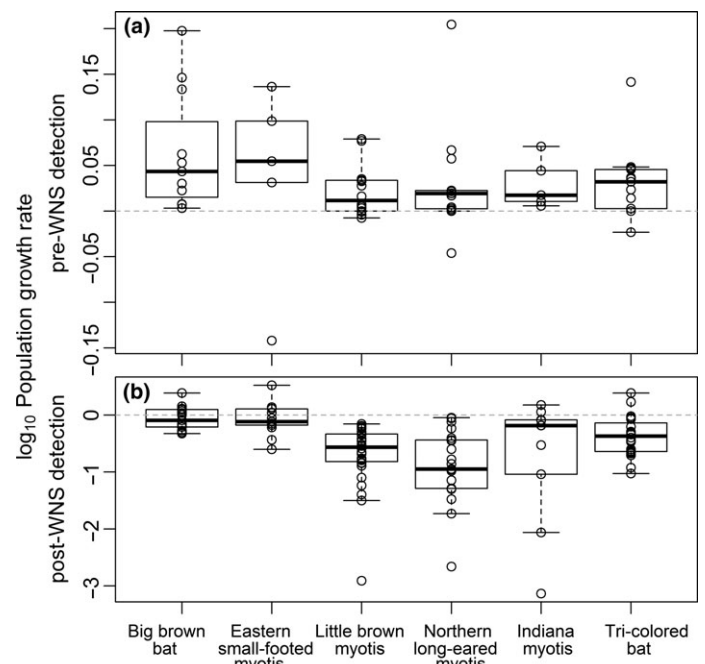 (a)
0.15
0.05
−0.05
−0.15
pre-WNS detection
log10 Population growth rate
(b)
0
−1
−2
−3
post-WNS detection
Big brown
bat
Eastern
small-footed
myotis
Little brown
myotis
Northern
long-eared
myotis
Indiana
myotis
Tri-colored
bat